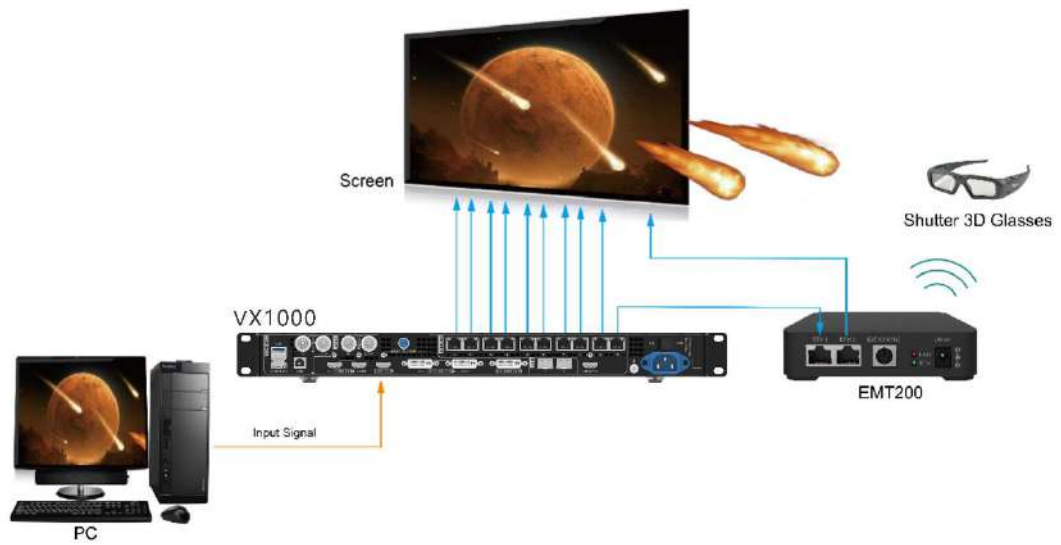 Screen
Shutter 3D Glasses
VX1000
EMT200
Input Signal
PC